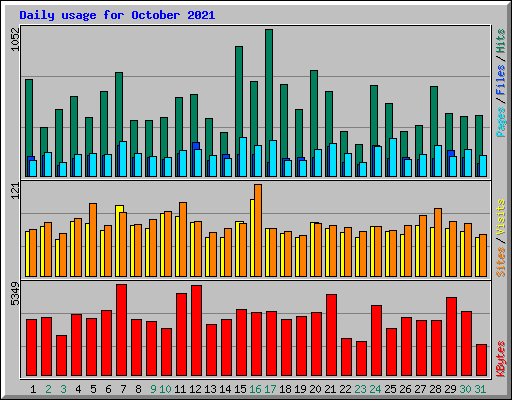 Daily usage for October 2021
1052
Pages / Files / Hits
121
Sites / Visits
5349
KBytes
1 2 3 4 5 6 7 8 9 10 11 12 13 14 15 16 17 18 19 20 21 22 23 24 25 26 27 28 29 30 31